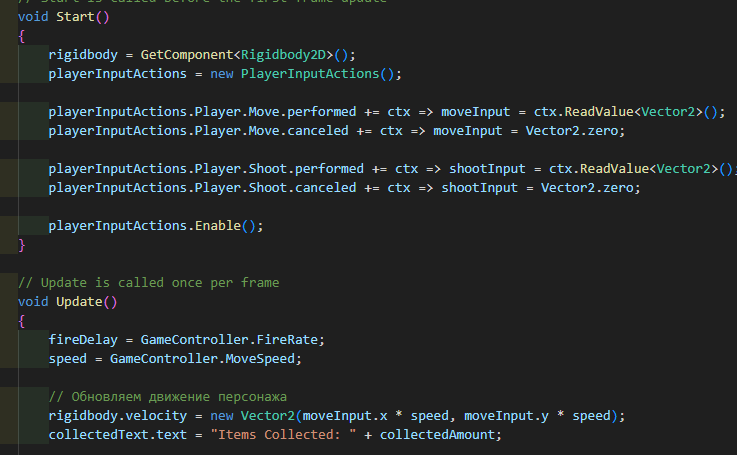 // Start is called before the first frame update
void Start()
{
rigidbody = GetComponent<Rigidbody2D>();
playerInputActions = new PlayerInputActions();
playerInputActions.Player.Move.performed += ctx => moveInput = ctx.ReadValue<Vector2>();
playerInputActions.Player.Move.canceled += ctx => moveInput = Vector2.zero;
playerInputActions.Player.Shoot.performed += ctx => shootInput = ctx.ReadValue<Vector2>();
playerInputActions.Player.Shoot.canceled += ctx => shootInput = Vector2.zero;
playerInputActions.Enable();
}
// Update is called once per frame
void Update()
{
fireDelay = GameController.FireRate;
speed = GameController.MoveSpeed;
// Обновляем движение персонажа
rigidbody.velocity = new Vector2(moveInput.x * speed, moveInput.y * speed);
collectedText.text = "Items Collected: " + collectedAmount;